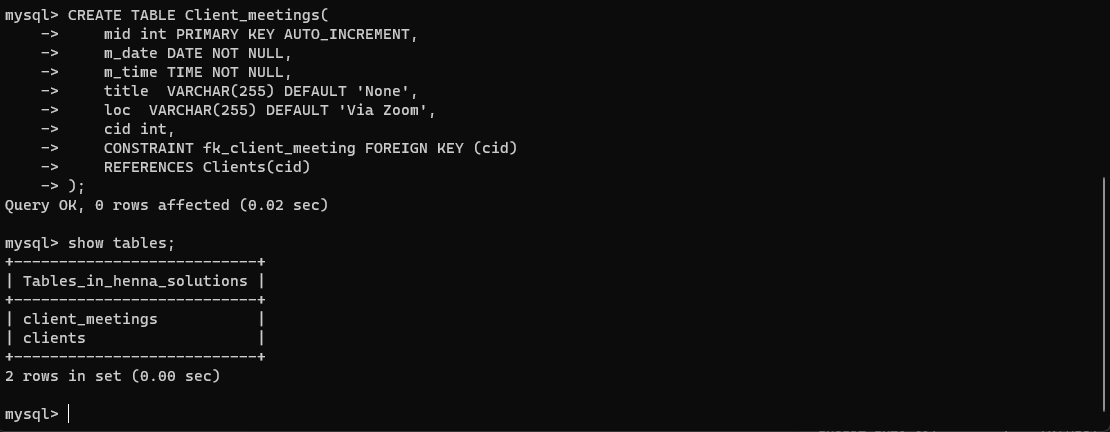 mysql> CREATE TABLE Client_meetings(
    ->     mid int PRIMARY KEY AUTO_INCREMENT,
    ->     m_date DATE NOT NULL,
    ->     m_time TIME NOT NULL,
    ->     title  VARCHAR(255) DEFAULT 'None',
    ->     loc  VARCHAR(255) DEFAULT 'Via Zoom',
    ->     cid int,
    ->     CONSTRAINT fk_client_meeting FOREIGN KEY (cid)
    ->     REFERENCES Clients(cid)
    -> );
Query OK, 0 rows affected (0.02 sec)

mysql> show tables;
+---------------------------+
| Tables_in_henna_solutions |
+---------------------------+
| client_meetings           |
| clients                   |
+---------------------------+
2 rows in set (0.00 sec)

mysql>